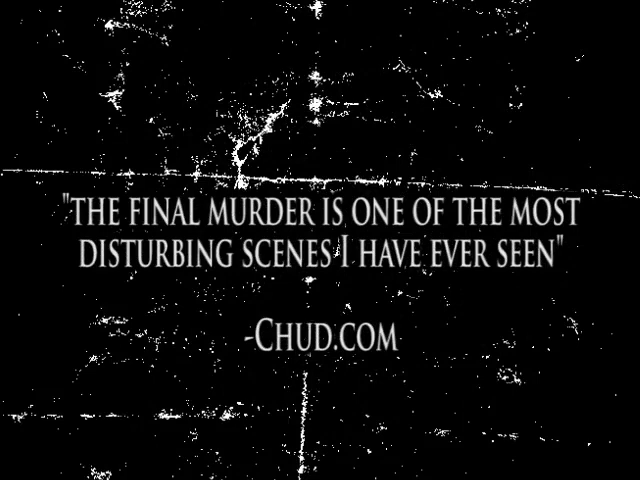 "THE FINAL MURDER IS ONE OF THE MOST
DISTURBING SCENES I HAVE EVER SEEN"
-CHUD.COM